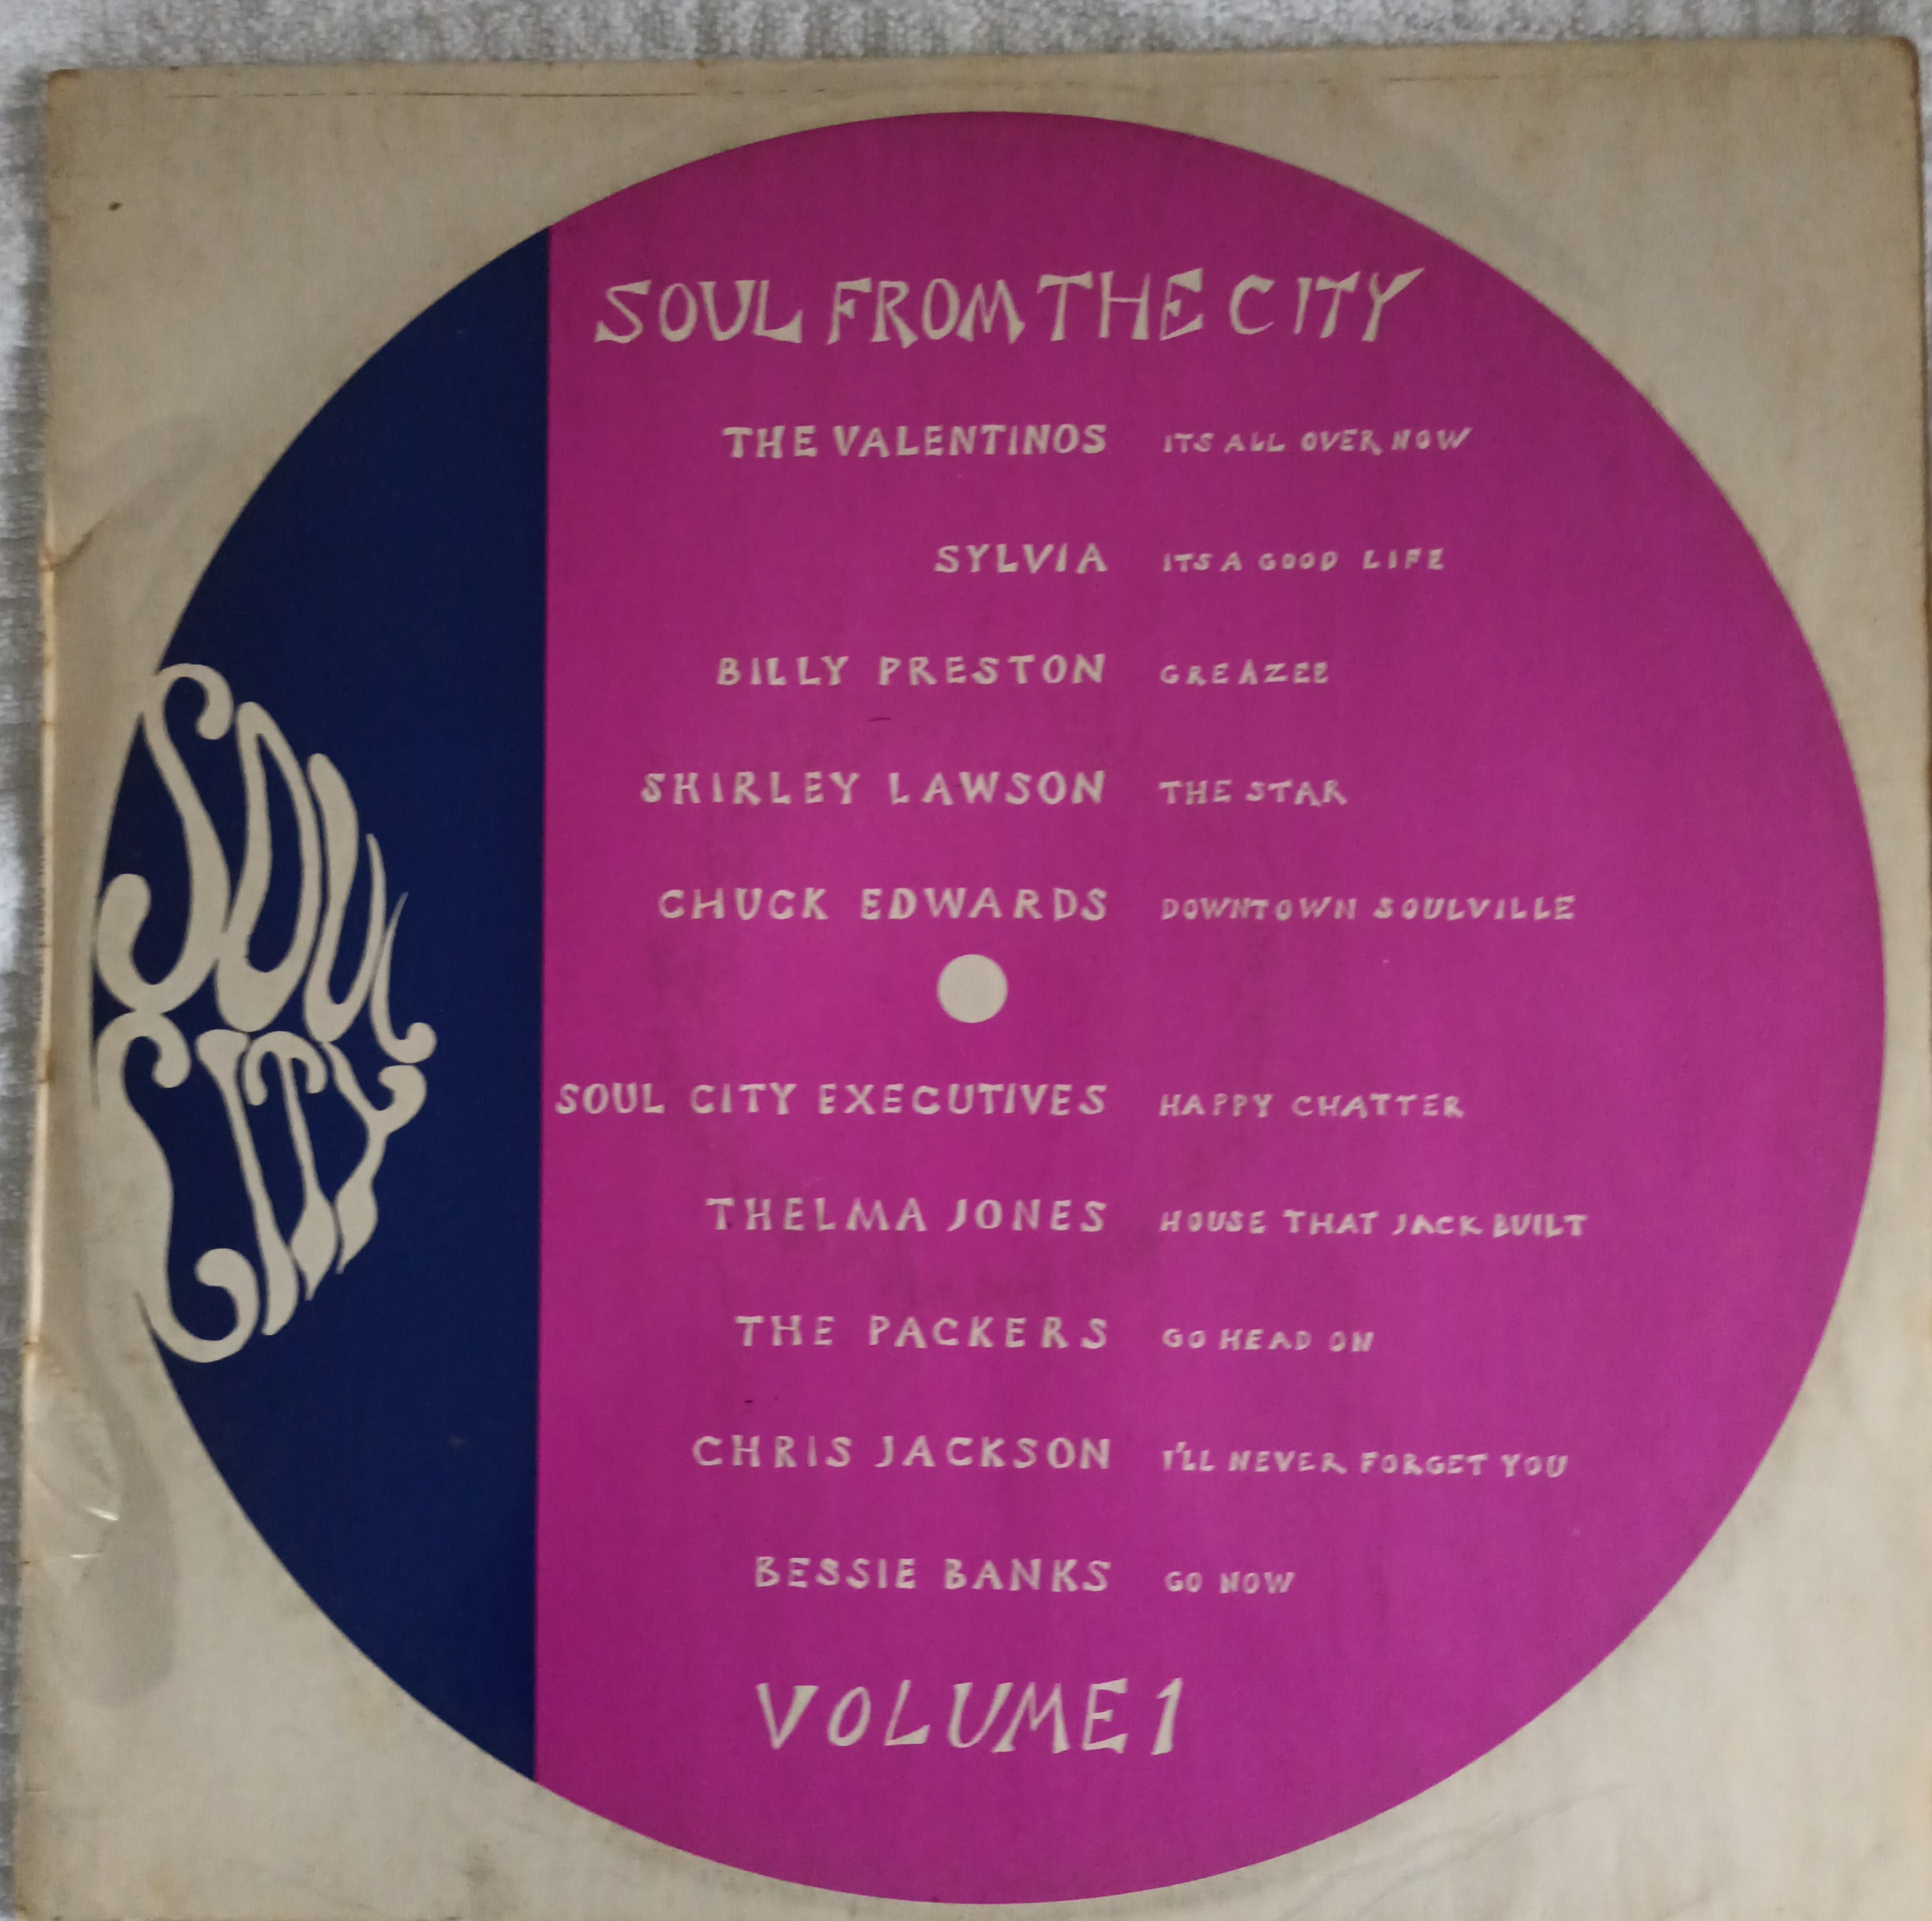 SOUL FROM THE CITY
THE VALENTINOS ITS ALL OVER NOW
SYLVIA ITS A GOOD LIFE
BILLY PRESTON GREAZEE
SHIRLEY LAWSON THE STAR
CHUCK EDWARDS DOWNTOWN SOULVILLE
SOUL CITY
SOUL CITY EXECUTIVES HAPPY CHATTER
THELMA JONES HOUSE THAT JACK BUILT
THE PACKERS GO HEAD ON
CHRIS JACKSON I'LL NEVER FORGET YOU
BESSIE BANKS GO NOW
VOLUME 1